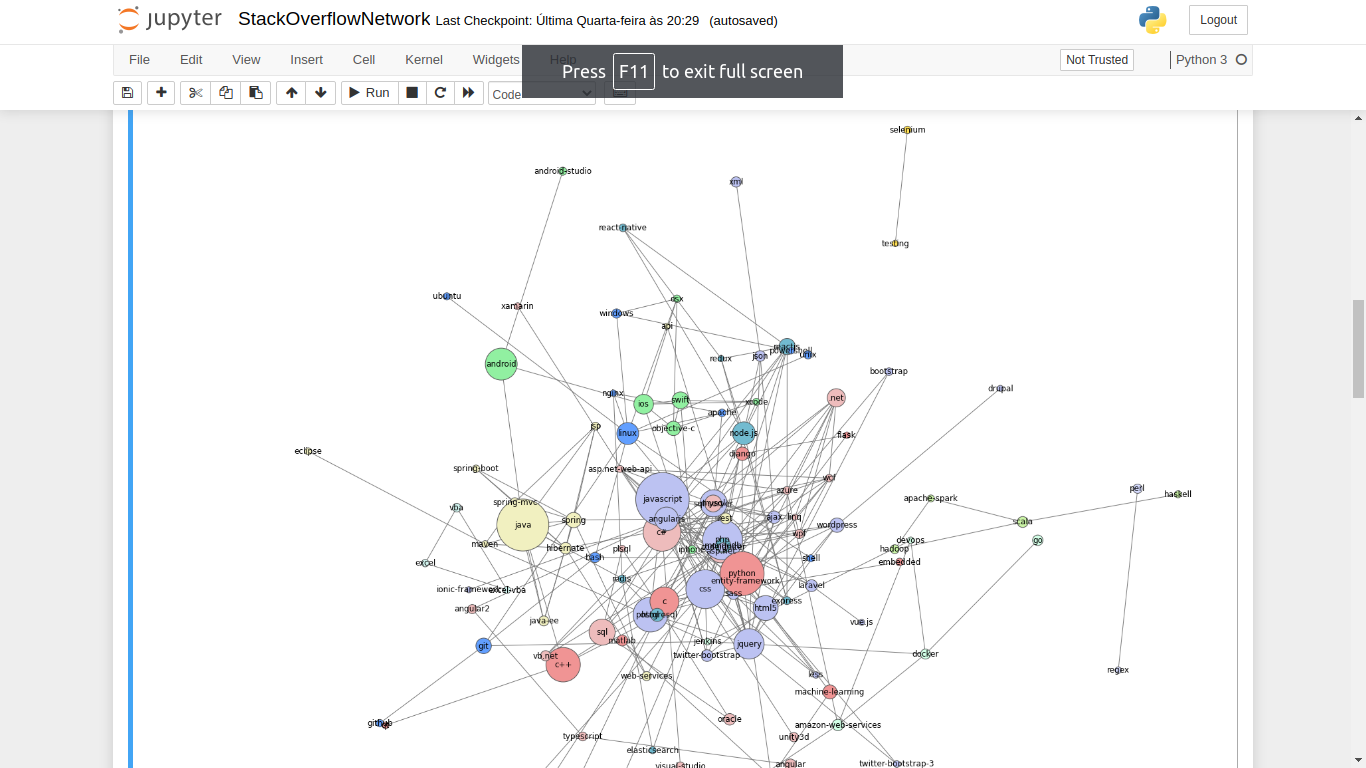 jupyter StackOverflowNetwork Last Checkpoint: Última Quarta-feira às 20:29 (autosaved) Logout
File Edit View Insert Cell Kernel Widgets Not Trusted Python 3
Press F11 to exit full screen
Run Code
selenium
android-studio
xml
react-native
testing
ubuntu
osx
xamarin
windows
api
reactjs
powershell
redux
json
unix
android
bootstrap
drupal
nginx
ios
swift
xcode
.net
apache
jsp
linux
objective-c
node.js
flask
eclipse
django
spring-boot
asp.net-web-api
wcf
azure
perl
haskell
javascript
apache-spark
spring-mvc
vba
java
spring
angularjs
rest
ajax
linq
wordpress
scala
c#
wpf
php
devops
go
maven
hibernate
plsql
asp.net
hadoop
bash
shell
embedded
excel
python
redis
entity-framework
ionic-framework
excel-vba
css
sass
laravel
angular2
c
html5
express
java-ee
vue.js
sql
matlab
git
jenkins
jquery
vb.net
twitter-bootstrap
docker
c++
regex
web-services
less
machine-learning
github
oracle
amazon-web-services
typescript
unity3d
elasticsearch
visual-studio
angular
twitter-bootstrap-3